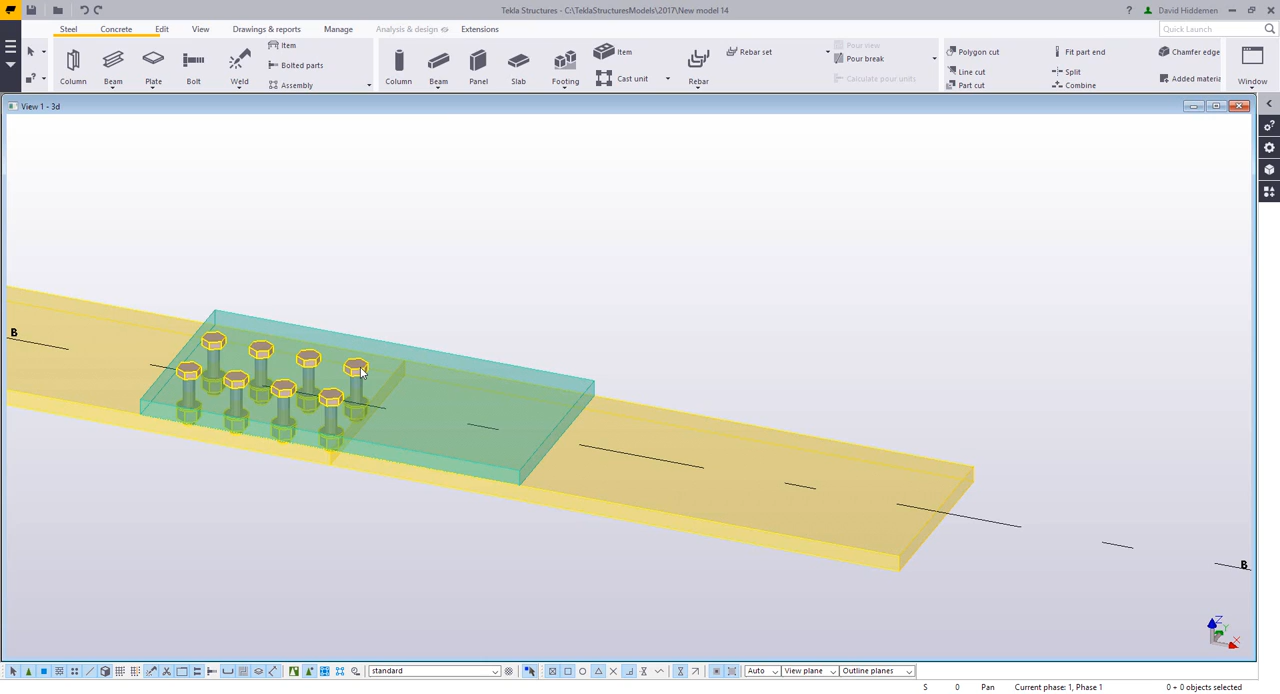 Tekla Structures - C:\TeklaStructuresModels\2017\New model 14
David Hiddemen
Steel
Concrete
Edit
View
Drawings & reports
Manage
Analysis & design
Extensions
Quick Launch
Column
Beam
Plate
Bolt
Weld
Item
Bolted parts
Assembly
Column
Beam
Panel
Slab
Footing
Item
Cast unit
Rebar
Rebar set
Pour view
Pour break
Calculate pour units
Polygon cut
Line cut
Part cut
Fit part end
Split
Combine
Chamfer edge
Added materia
Window
View 1 - 3d
B
B
Z
Y
X
standard
Auto
View plane
Outline planes
S
0
Pan
Current phase: 1, Phase 1
0 + 0 objects selected